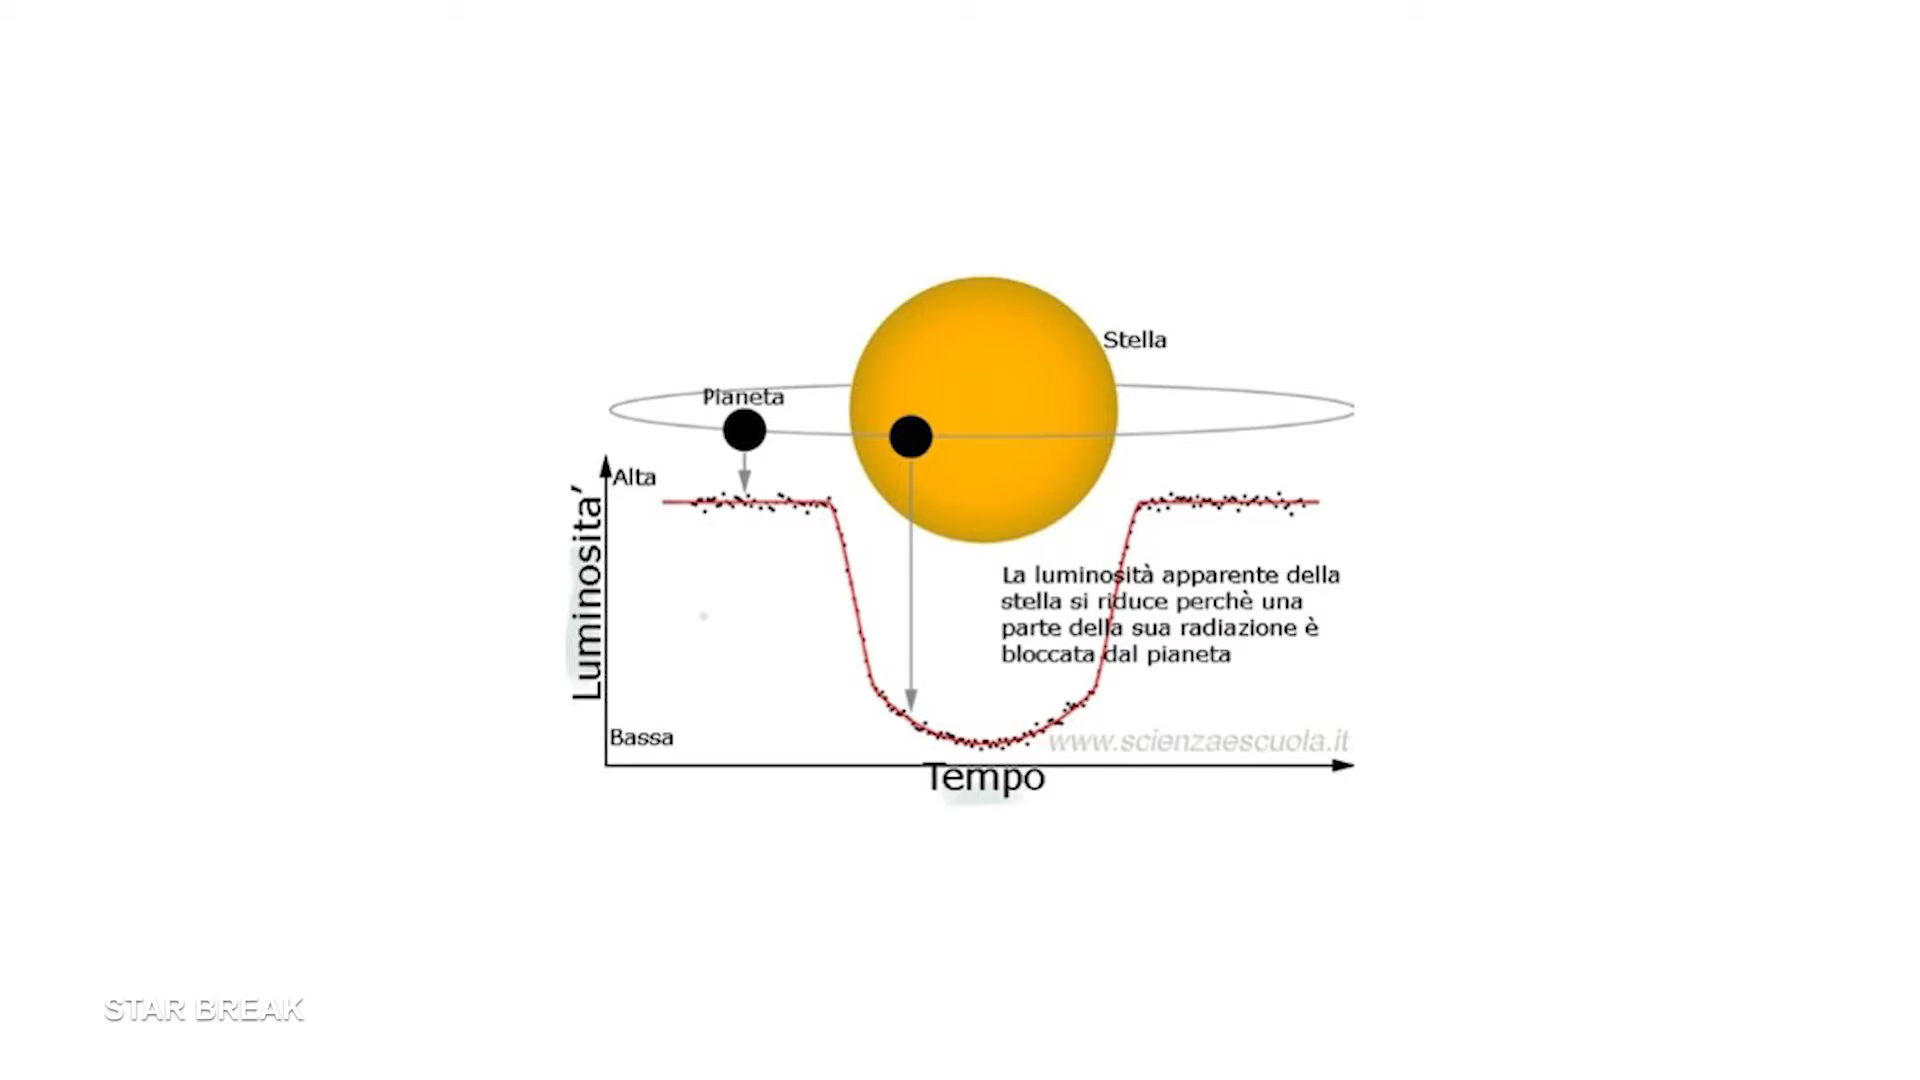 Stella
Pianeta
Alta
Luminosita’
La luminosità apparente della
stella si riduce perchè una
parte della sua radiazione è
bloccata dal pianeta
Bassa
www.scienzaescuola.it
Tempo
STAR BREAK